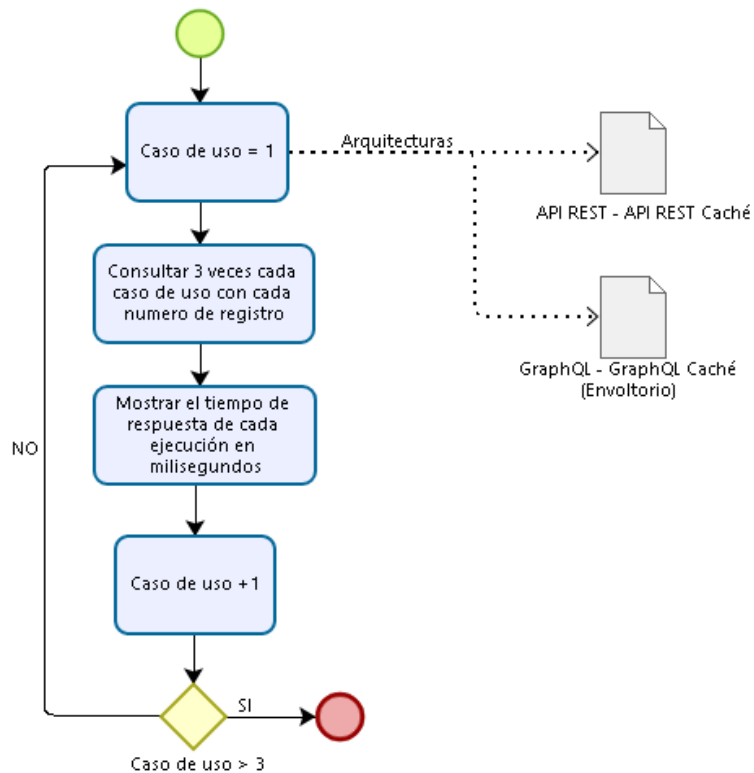 Caso de uso = 1
Arquitecturas
API REST - API REST Caché
Consultar 3 veces cada
caso de uso con cada
numero de registro
GraphQL - GraphQL Caché
(Envoltorio)
Mostrar el tiempo de
respuesta de cada
ejecución en
milisegundos
NO
Caso de uso +1
SI
Caso de uso > 3